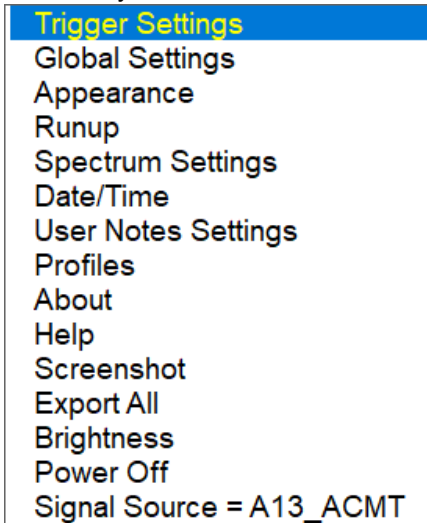 Trigger Settings
Global Settings
Appearance
Runup
Spectrum Settings
Date/Time
User Notes Settings
Profiles
About
Help
Screenshot
Export All
Brightness
Power Off
Signal Source = A13_ACMT